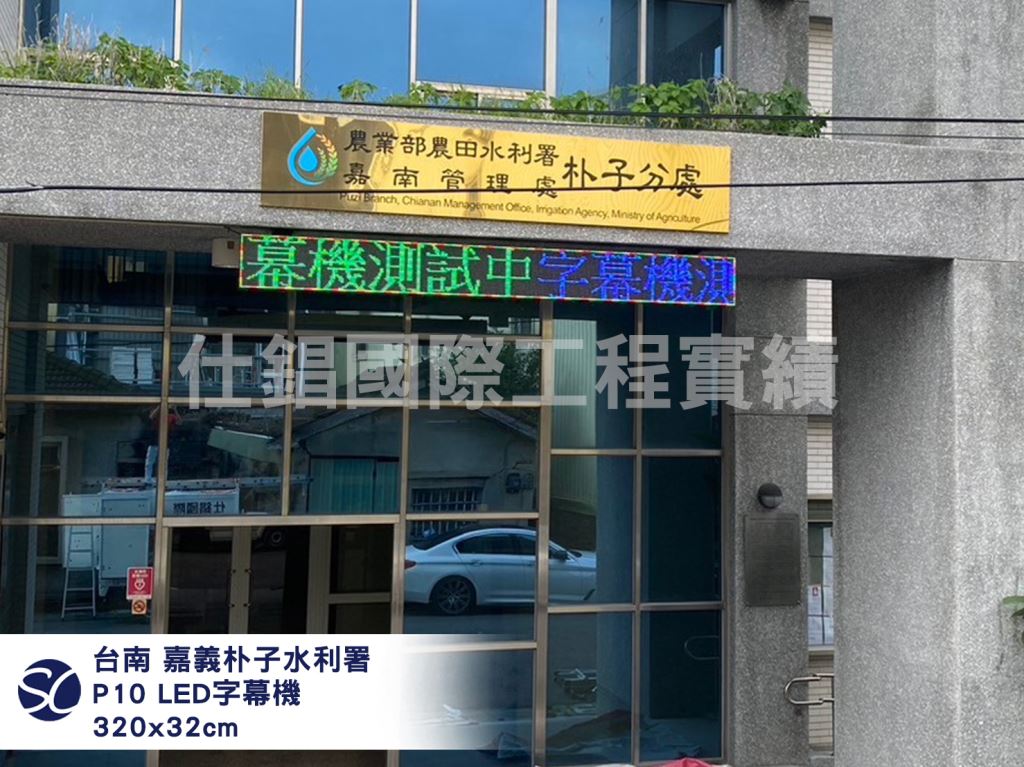 農業部農田水利署
嘉南管理處
朴子分處
Puzi Branch, Chianan Management Office, Irrigation Agency, Ministry of Agriculture
幕機測試中字幕機測
仕錩國際工程實績
台南 嘉義朴子水利署
P10 LED字幕機
320x32cm